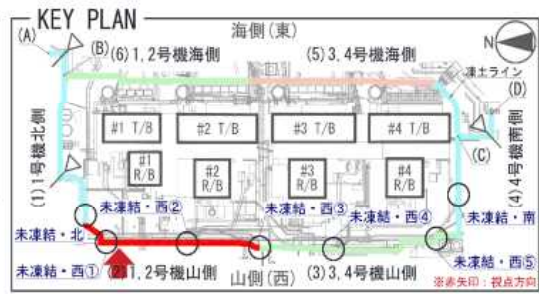 KEY PLAN
海側(東)
N
(A)
(B)
(6)1,2号機海側
(5)3,4号機海側
凍土ライン
(D)
#1 T/B
#2 T/B
#3 T/B
#4 T/B
(C)
(1)1号機北側
(4)4号機南側
#1
R/B
#2
R/B
#3
R/B
#4
R/B
未凍結・西②
未凍結・西③
未凍結・西④
未凍結・南
未凍結・北
未凍結・西①
(2)1,2号機山側
山側(西)
(3)3,4号機山側
未凍結・西⑤
※赤矢印:視点方向